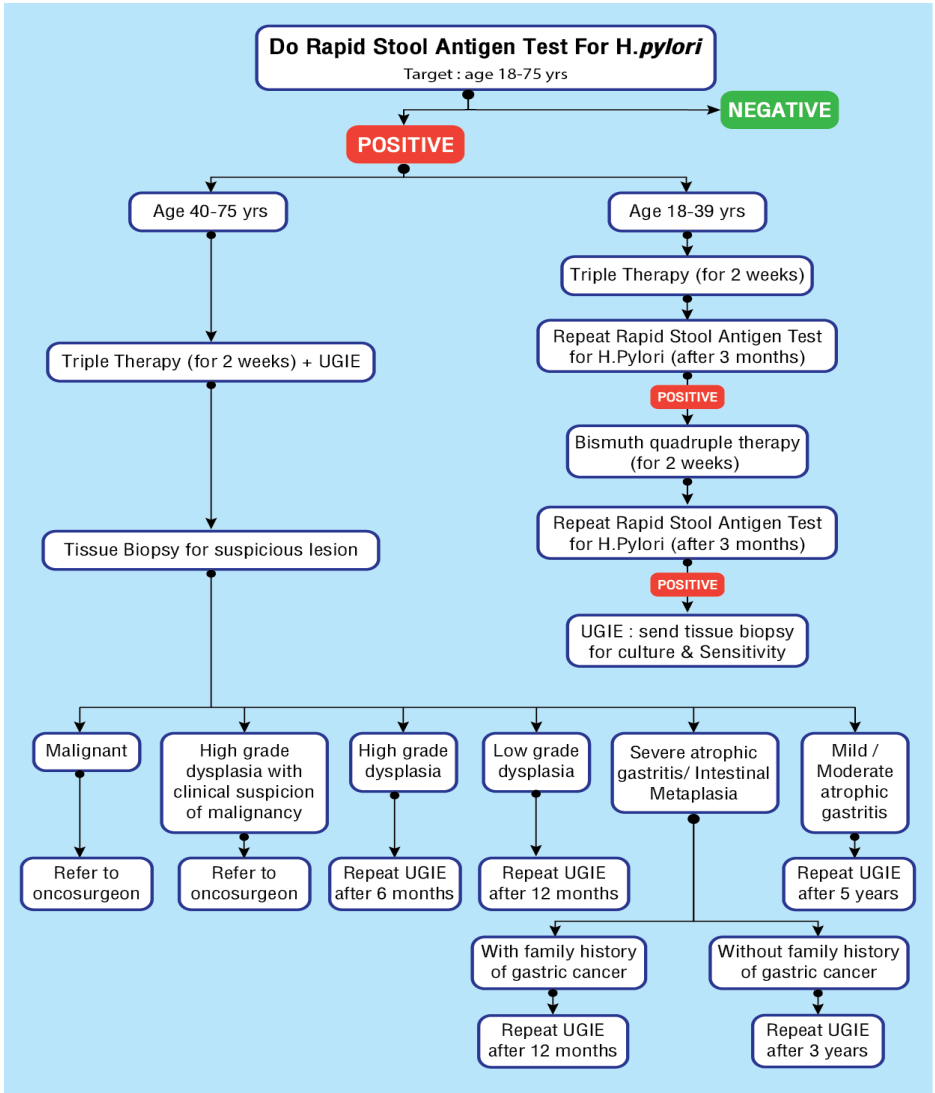 Do Rapid Stool Antigen Test For H.pylori
Target : age 18-75 yrs
NEGATIVE
POSITIVE
Age 40-75 yrs
Age 18-39 yrs
Triple Therapy (for 2 weeks)
Repeat Rapid Stool Antigen Test
for H.Pylori (after 3 months)
Triple Therapy (for 2 weeks) + UGIE
POSITIVE
Bismuth quadruple therapy
(for 2 weeks)
Repeat Rapid Stool Antigen Test
for H.Pylori (after 3 months)
Tissue Biopsy for suspicious lesion
POSITIVE
UGIE : send tissue biopsy
for culture & Sensitivity
Malignant
High grade
dysplasia with
clinical suspicion
of malignancy
High grade
dysplasia
Low grade
dysplasia
Severe atrophic
gastritis/ Intestinal
Metaplasia
Mild /
Moderate
atrophic
gastritis
Refer to
oncosurgeon
Refer to
oncosurgeon
Repeat UGIE
after 6 months
Repeat UGIE
after 12 months
Repeat UGIE
after 5 years
With family history
of gastric cancer
Without family history
of gastric cancer
Repeat UGIE
after 12 months
Repeat UGIE
after 3 years